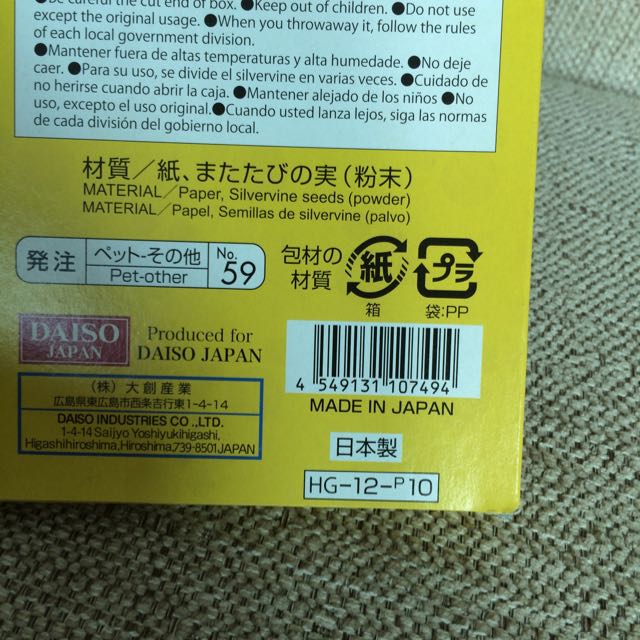 ●Be careful the cut end of box. ●Keep out of children. ●Do not use
except the original usage. ●When you throwaway it, follow the rules
of each local government division.
●Mantener fuera de altas temperaturas y alta humedade. ●No deje
caer. ●Para su uso, se divide el silvervine en varias veces. ●Cuidado de
no herirse cuando abrir la caja. ●Mantener alejado de los niños ●No
uso, excepto el uso original.●Cuando usted lanza lejos, siga las normas
de cada división del gobierno local.
材質／紙、またたびの実（粉末）
MATERIAL／Paper, Silvervine seeds (powder)
MATERIAL／Papel, Semillas de silvervine (palvo)
発注
ペット-その他
Pet-other
No.
59
包材の
材質
紙
箱
プラ
袋:PP
DAISO
JAPAN
Produced for
DAISO JAPAN
（株）大創産業
広島県東広島市西条吉行東1-4-14
DAISO INDUSTRIES CO .,LTD.
1-4-14 Saijyo Yoshiyukihigashi,
Higashihiroshima,Hiroshima,739-8501JAPAN
4 549131 107494
MADE IN JAPAN
日本製
HG-12-P10